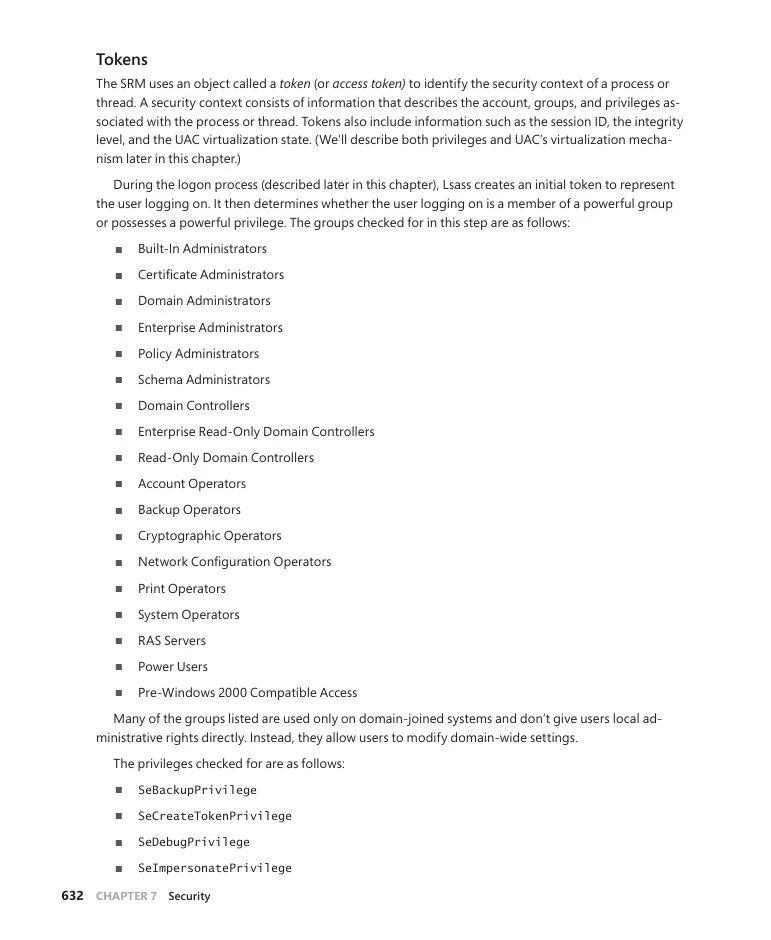 Tokens
The SRM uses an object called a token (or access token) to identify the security context of a process or
thread. A security context consists of information that describes the account, groups, and privileges as-
sociated with the process or thread. Tokens also include information such as the session ID, the integrity
level, and the UAC virtualization state. (We'll describe both privileges and UAC's virtualization mecha-
nism later in this chapter.)
During the logon process (described later in this chapter), Lsass creates an initial token to represent
the user logging on. It then determines whether the user logging on is a member of a powerful group
or possesses a powerful privilege. The groups checked for in this step are as follows:
■ Built-In Administrators
■ Certificate Administrators
■ Domain Administrators
■ Enterprise Administrators
■ Policy Administrators
■ Schema Administrators
■ Domain Controllers
■ Enterprise Read-Only Domain Controllers
■ Read-Only Domain Controllers
■ Account Operators
■ Backup Operators
■ Cryptographic Operators
■ Network Configuration Operators
■ Print Operators
■ System Operators
■ RAS Servers
■ Power Users
■ Pre-Windows 2000 Compatible Access
Many of the groups listed are used only on domain-joined systems and don't give users local ad-
ministrative rights directly. Instead, they allow users to modify domain-wide settings.
The privileges checked for are as follows:
■ SeBackupPrivilege
■ SeCreateTokenPrivilege
■ SeDebugPrivilege
■ SeImpersonatePrivilege
632 CHAPTER 7 Security